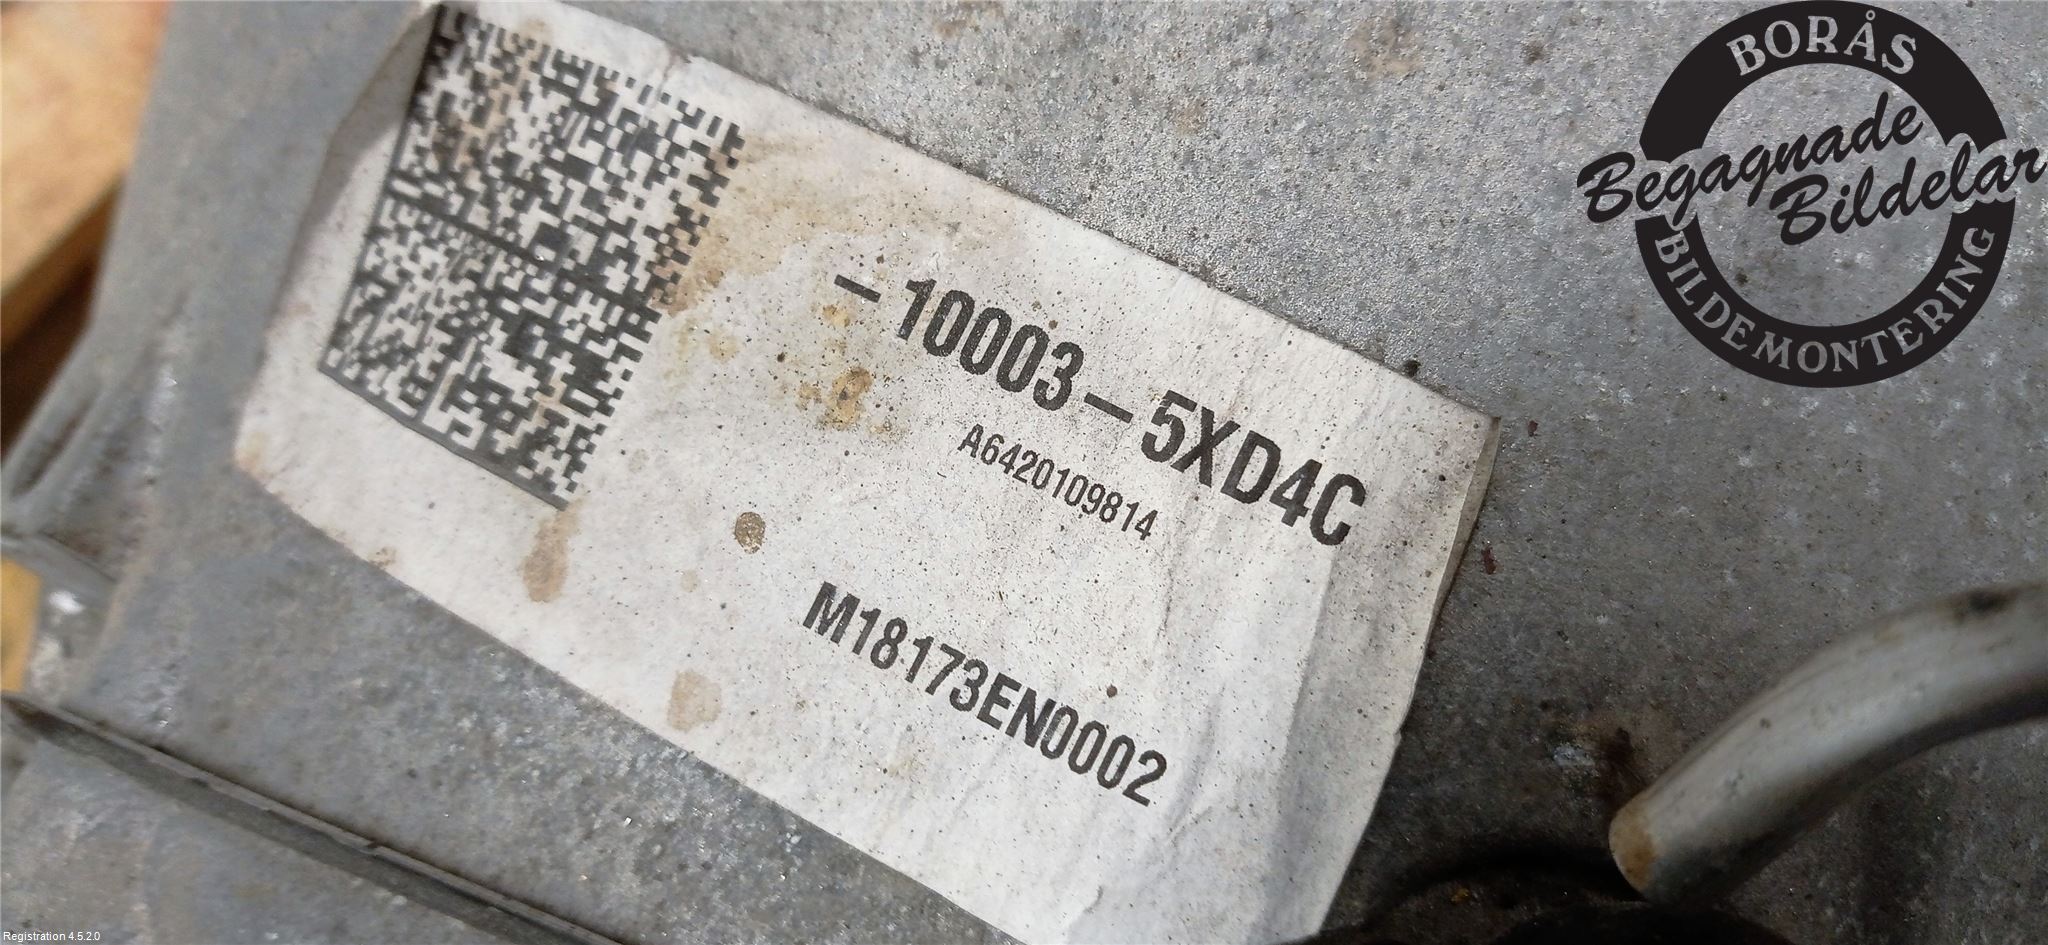 BORÅS
Begagnade
Bildelar
BILDEMONTERING
-10003-5XD4C
A6420109814
M18173EN0002
Registration 4.5.2.0